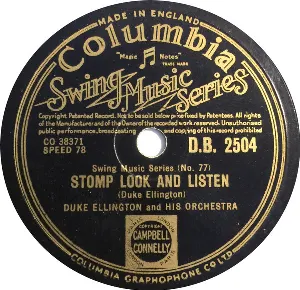 MADE IN ENGLAND
Columbia
"Magic Notes"
TRADE MARK
Swing Music Series
Copyright Patented Record. Not to be sold below price fixed by Patentees. All rights
of the Manufacturer and of the Owner of the recorded work reserved. Unauthorised
public performance, broadcasting and copying of this record prohibited
CO 38371
SPEED 78
D.B. 2504
Swing Music Series (No. 77)
STOMP LOOK AND LISTEN
(Duke Ellington)
DUKE ELLINGTON and HIS ORCHESTRA
COPYRIGHT
CAMPBELL
CONNELLY
COLUMBIA GRAPHOPHONE CO LTD